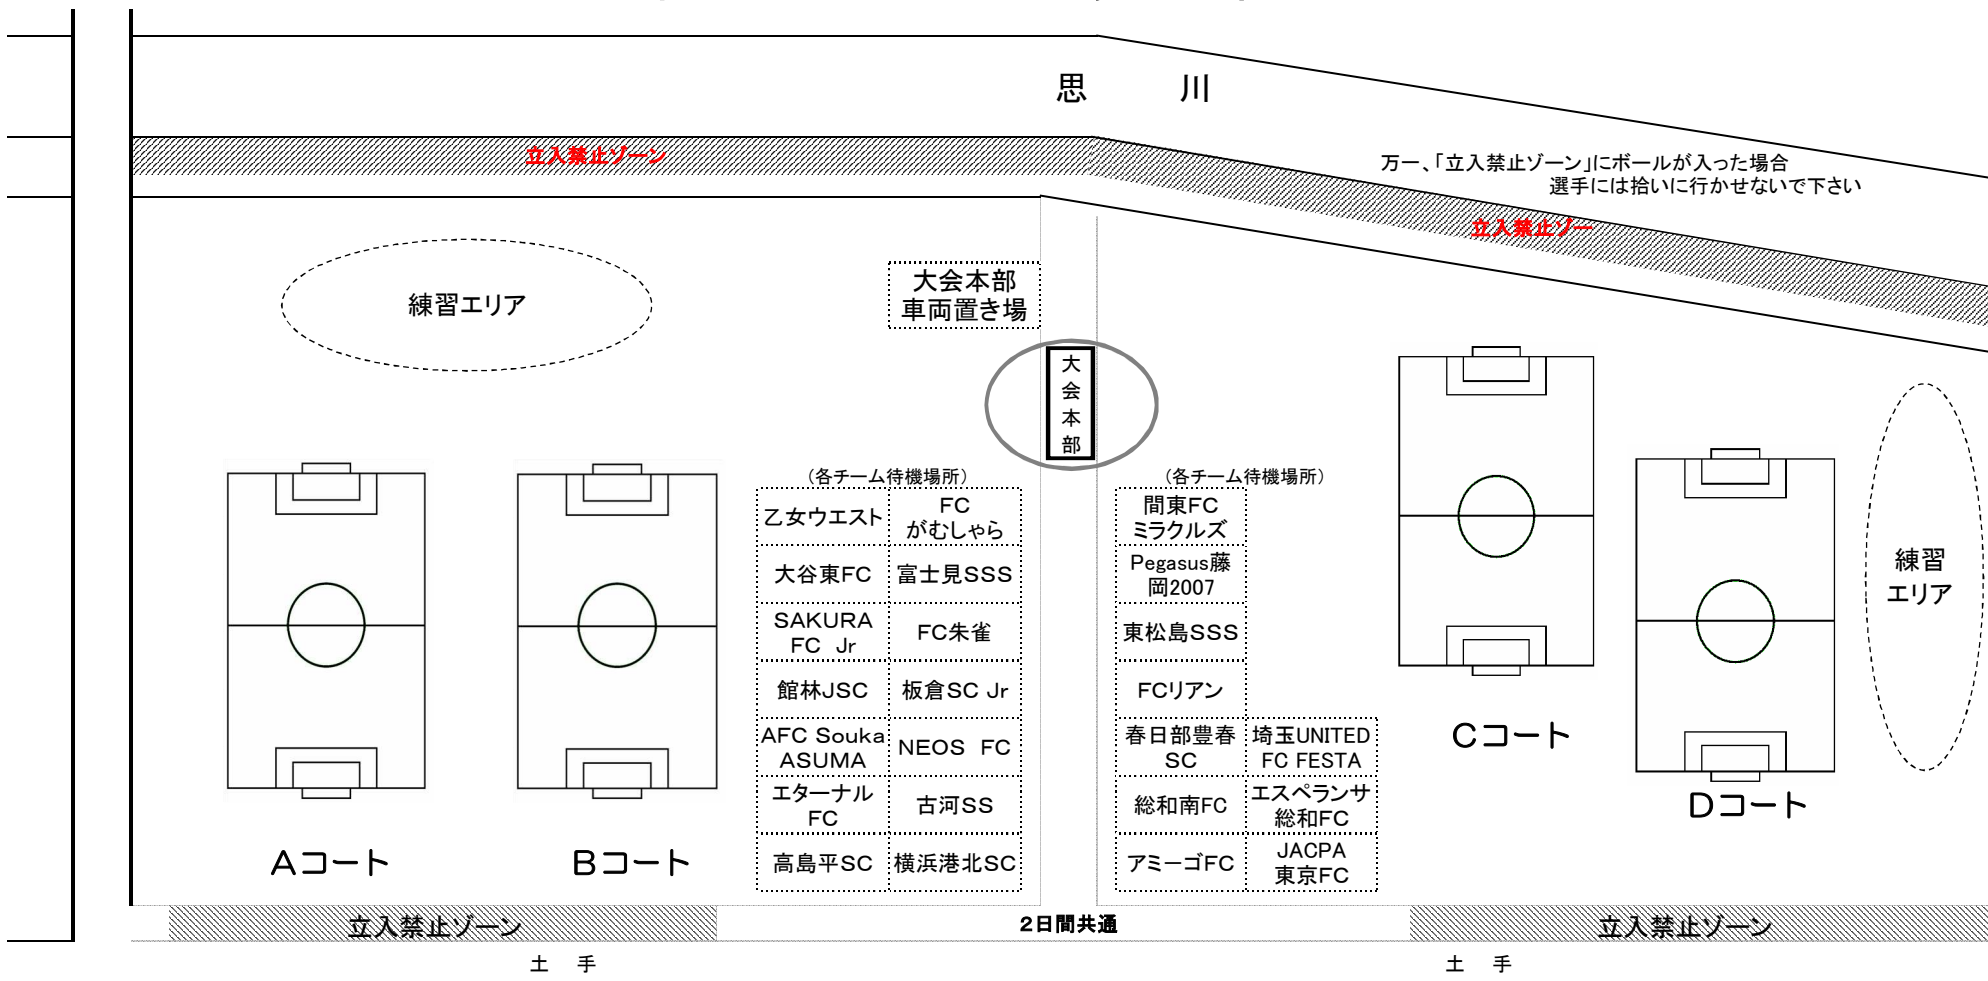 思　川
立入禁止ゾーン
万一、「立入禁止ゾーン」にボールが入った場合
選手には拾いに行かせないで下さい
立入禁止ゾー
練習エリア
大会本部
車両置き場
大会本部
(各チーム待機場所)
乙女ウエスト
FC
がむしゃら
大谷東FC
富士見SSS
SAKURA
FC Jr
FC朱雀
館林JSC
板倉SC Jr
AFC Souka
ASUMA
NEOS FC
エターナル
FC
古河SS
高島平SC
横浜港北SC
(各チーム待機場所)
間東FC
ミラクルズ
Pegasus藤
岡2007
東松島SSS
FCリアン
春日部豊春
SC
埼玉UNITED
FC FESTA
総和南FC
エスペランサ
総和FC
アミーゴFC
JACPA
東京FC
練習
エリア
Aコート
Bコート
Cコート
Dコート
立入禁止ゾーン
2日間共通
立入禁止ゾーン
土　手
土　手